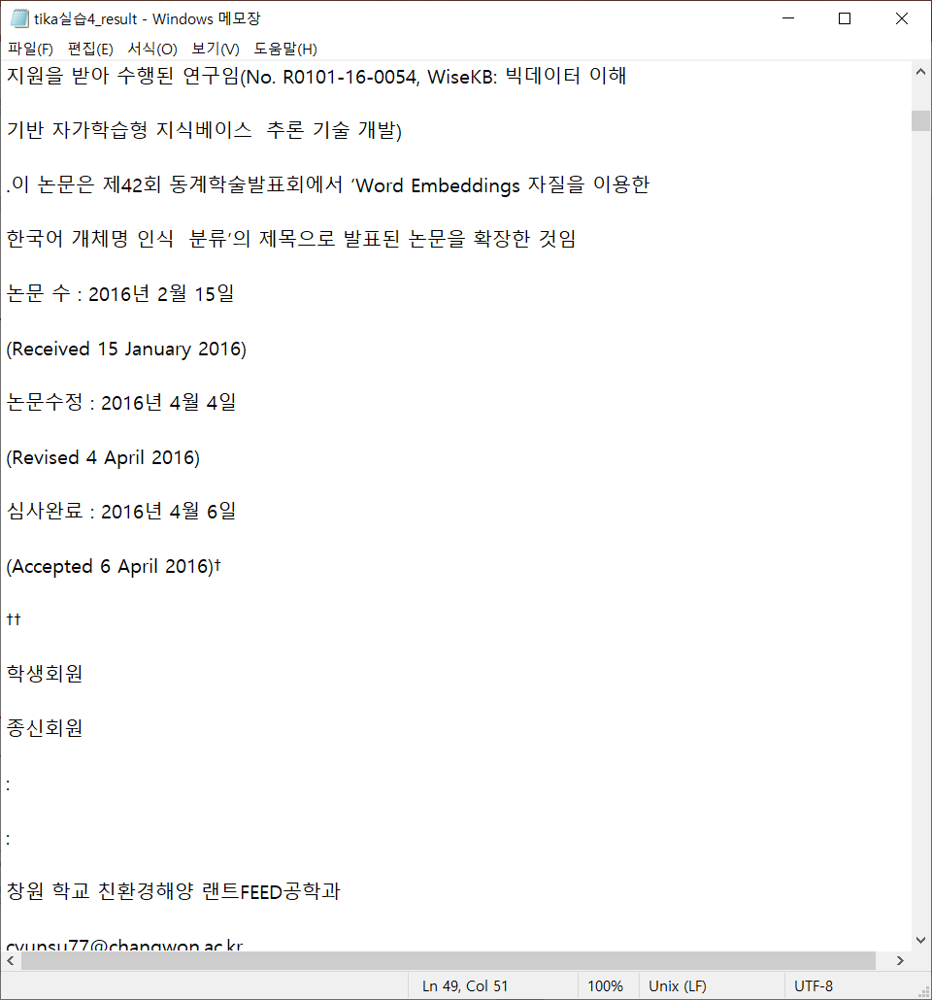 tika실습4_result - Windows 메모장
파일(F) 편집(E) 서식(O) 보기(V) 도움말(H)
지원을 받아 수행된 연구임(No. R0101-16-0054, WiseKB: 빅데이터 이해
기반 자가학습형 지식베이스  추론 기술 개발)
.이 논문은 제42회 동계학술발표회에서 ‘Word Embeddings 자질을 이용한
한국어 개체명 인식  분류’의 제목으로 발표된 논문을 확장한 것임
논문 수 : 2016년 2월 15일
(Received 15 January 2016)
논문수정 : 2016년 4월 4일
(Revised 4 April 2016)
심사완료 : 2016년 4월 6일
(Accepted 6 April 2016)†
††
학생회원
종신회원
:
:
창원 학교 친환경해양 랜트FEED공학과
cyunsu77@changwon.ac.kr
Ln 49, Col 51 100% Unix (LF) UTF-8